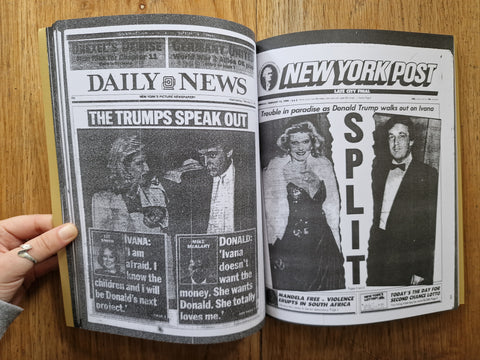 DAILY NEWS
NEW YORK'S PICTURE NEWSPAPER
THE TRUMPS SPEAK OUT
IVANA:
'I am
afraid. I
know the
children and I will
be Donald's next
project.'
DONALD:
'Ivana
doesn't
want the
money. She wants
Donald. She totally
loves me.'
NEW YORK POST
LATE CITY FINAL
Trouble in paradise as Donald Trump walks out on Ivana
SPLIT
MANDELA FREE – VIOLENCE
ERUPTS IN SOUTH AFRICA
TODAY'S THE DAY FOR
SECOND CHANCE LOTTO